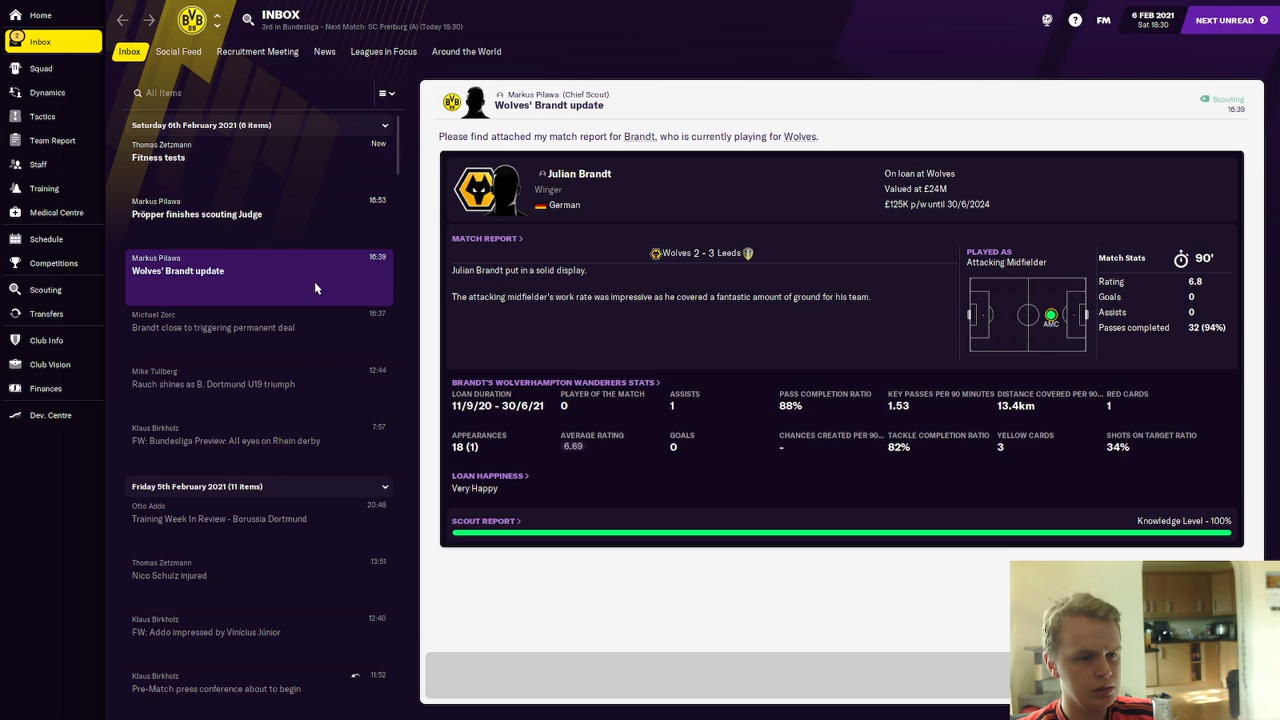 Home
2
Inbox
Squad
Dynamics
Tactics
Team Report
Staff
Training
Medical Centre
Schedule
Competitions
Scouting
Transfers
Club Info
Club Vision
Finances
Dev. Centre
BVB
09
INBOX
3rd in Bundesliga - Next Match: SC Freiburg (A) (Today 18:30)
?
FM
6 FEB 2021
Sat 18:30
NEXT UNREAD
Inbox
Social Feed
Recruitment Meeting
News
Leagues in Focus
Around the World
All Items
Saturday 6th February 2021 (6 items)
Thomas Zetzmann
Now
Fitness tests
Markus Pilawa
16:53
Pröpper finishes scouting Judge
Markus Pilawa
16:39
Wolves' Brandt update
Michael Zorc
16:37
Brandt close to triggering permanent deal
Mike Tullberg
12:44
Rauch shines as B. Dortmund U19 triumph
Klaus Birkholz
7:57
FW: Bundesliga Preview: All eyes on Rhein derby
Friday 5th February 2021 (11 items)
Otto Addo
20:46
Training Week In Review - Borussia Dortmund
Thomas Zetzmann
13:51
Nico Schulz injured
Klaus Birkholz
12:40
FW: Addo impressed by Vinícius Júnior
Klaus Birkholz
11:52
Pre-Match press conference about to begin
Markus Pilawa (Chief Scout)
Wolves' Brandt update
Scouting
16:39
Please find attached my match report for Brandt, who is currently playing for Wolves.
Julian Brandt
Winger
German
On loan at Wolves
Valued at £24M
£125K p/w until 30/6/2024
MATCH REPORT >
Wolves 2 - 3 Leeds
Julian Brandt put in a solid display.
The attacking midfielder's work rate was impressive as he covered a fantastic amount of ground for his team.
PLAYED AS
Attacking Midfielder
AMC
Match Stats
90'
Rating 6.8
Goals 0
Assists 0
Passes completed 32 (94%)
BRANDT'S WOLVERHAMPTON WANDERERS STATS >
LOAN DURATION
11/9/20 - 30/6/21
PLAYER OF THE MATCH
0
ASSISTS
1
PASS COMPLETION RATIO
88%
KEY PASSES PER 90 MINUTES
1.53
DISTANCE COVERED PER 90...
13.4km
RED CARDS
1
APPEARANCES
18 (1)
AVERAGE RATING
6.69
GOALS
0
CHANCES CREATED PER 90...
-
TACKLE COMPLETION RATIO
82%
YELLOW CARDS
3
SHOTS ON TARGET RATIO
34%
LOAN HAPPINESS >
Very Happy
SCOUT REPORT >
Knowledge Level - 100%